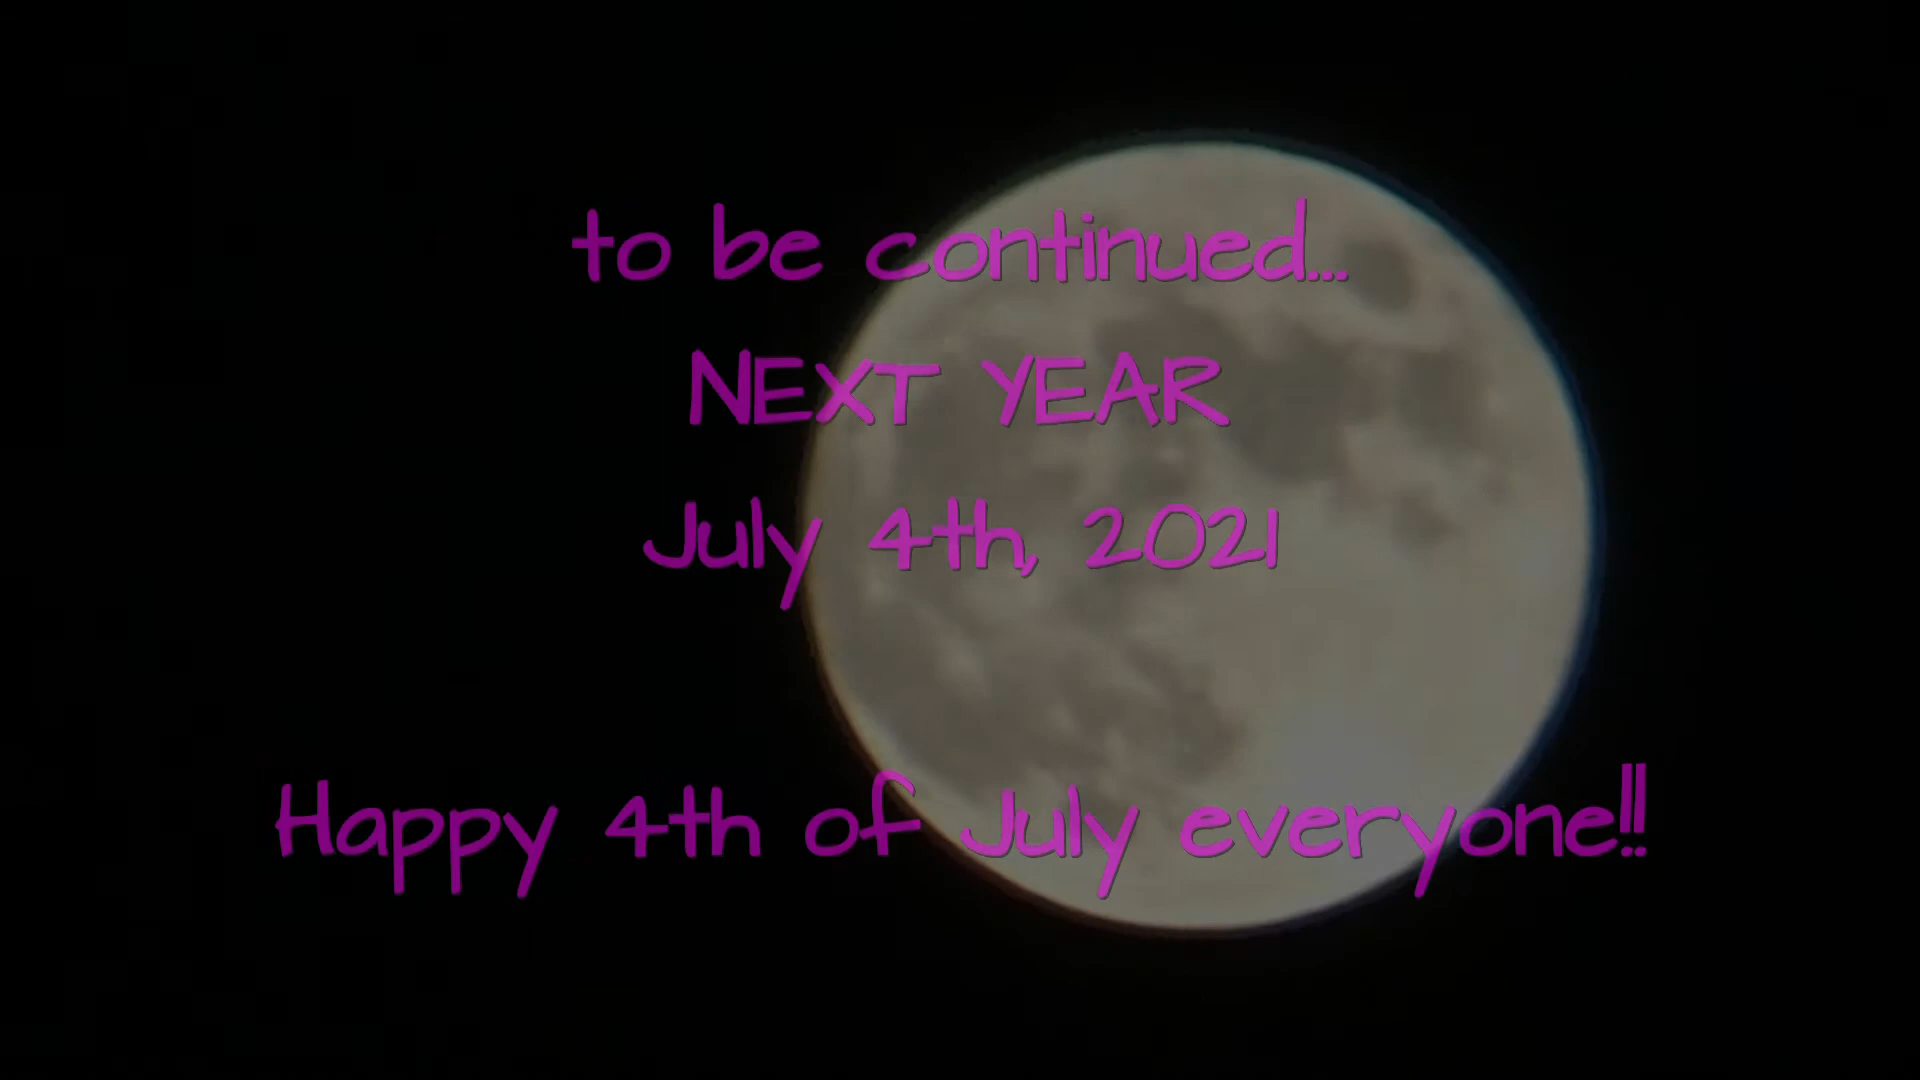 to be continued...
NEXT YEAR
July 4th, 2021
Happy 4th of July everyone!!